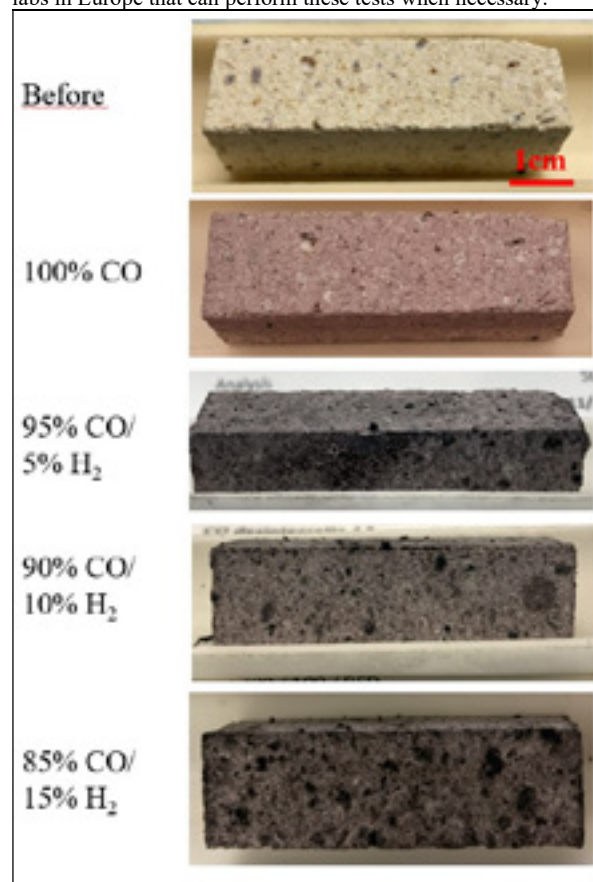 labs in Europe that can perform these tests when necessary.
Before
1cm
100% CO
Analysis
95% CO/
5% H₂
90% CO/
10% H₂
85% CO/
15% H₂